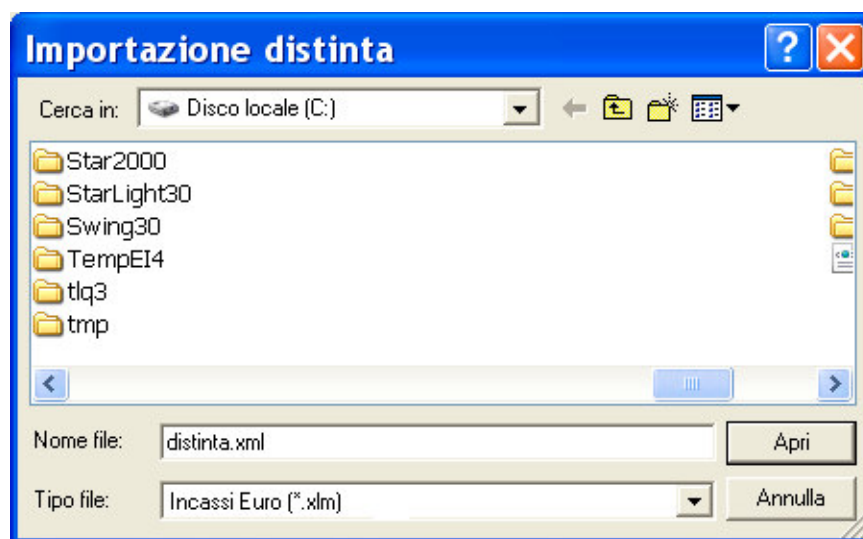 Importazione distinta
?
Cerca in: Disco locale (C:)
Star2000
StarLight30
Swing30
TempEI4
tlq3
tmp
Nome file: distinta.xml Apri
Tipo file: Incassi Euro (*.xlm) Annulla